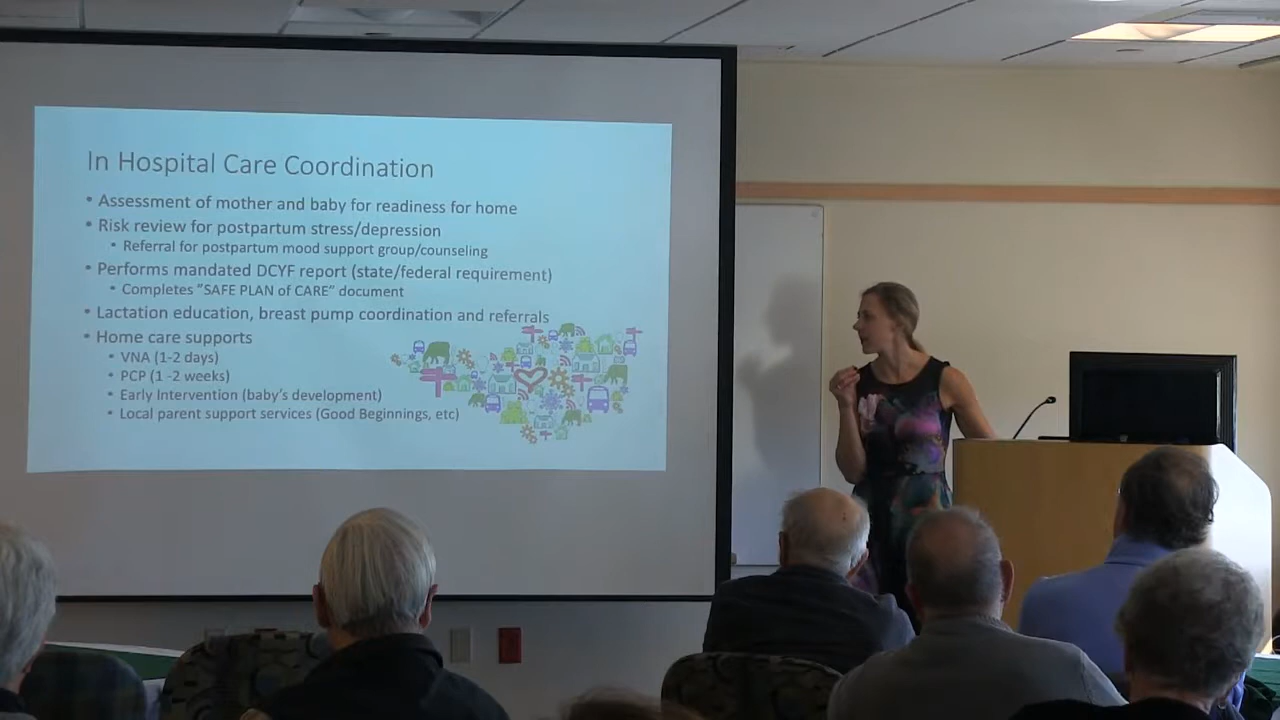 In Hospital Care Coordination
• Assessment of mother and baby for readiness for home
• Risk review for postpartum stress/depression
• Referral for postpartum mood support group/counseling
• Performs mandated DCYF report (state/federal requirement)
• Completes "SAFE PLAN of CARE" document
• Lactation education, breast pump coordination and referrals
• Home care supports
• VNA (1-2 days)
• PCP (1 -2 weeks)
• Early Intervention (baby's development)
• Local parent support services (Good Beginnings, etc)